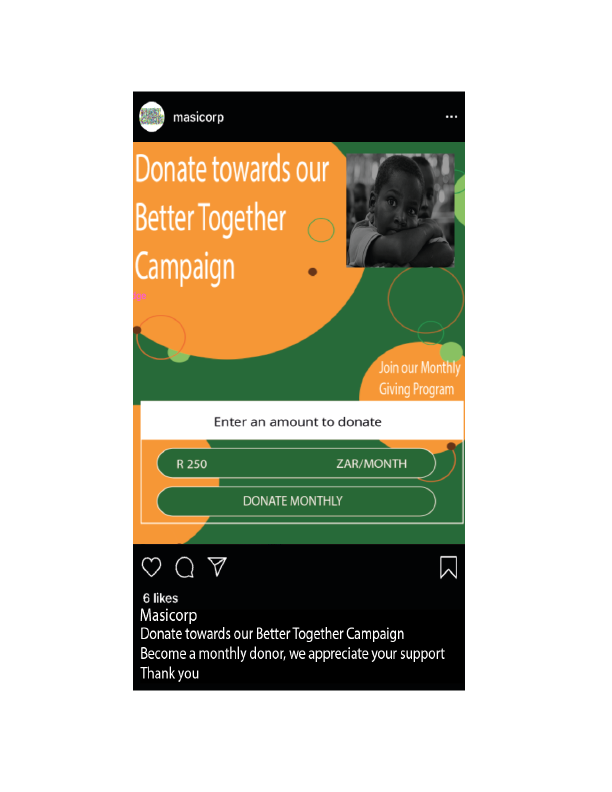 masicorp
Donate towards our
Better Together
Campaign
Join our Monthly
Giving Program
Enter an amount to donate
R 250 ZAR/MONTH
DONATE MONTHLY
6 likes
Masicorp
Donate towards our Better Together Campaign
Become a monthly donor, we appreciate your support
Thank you